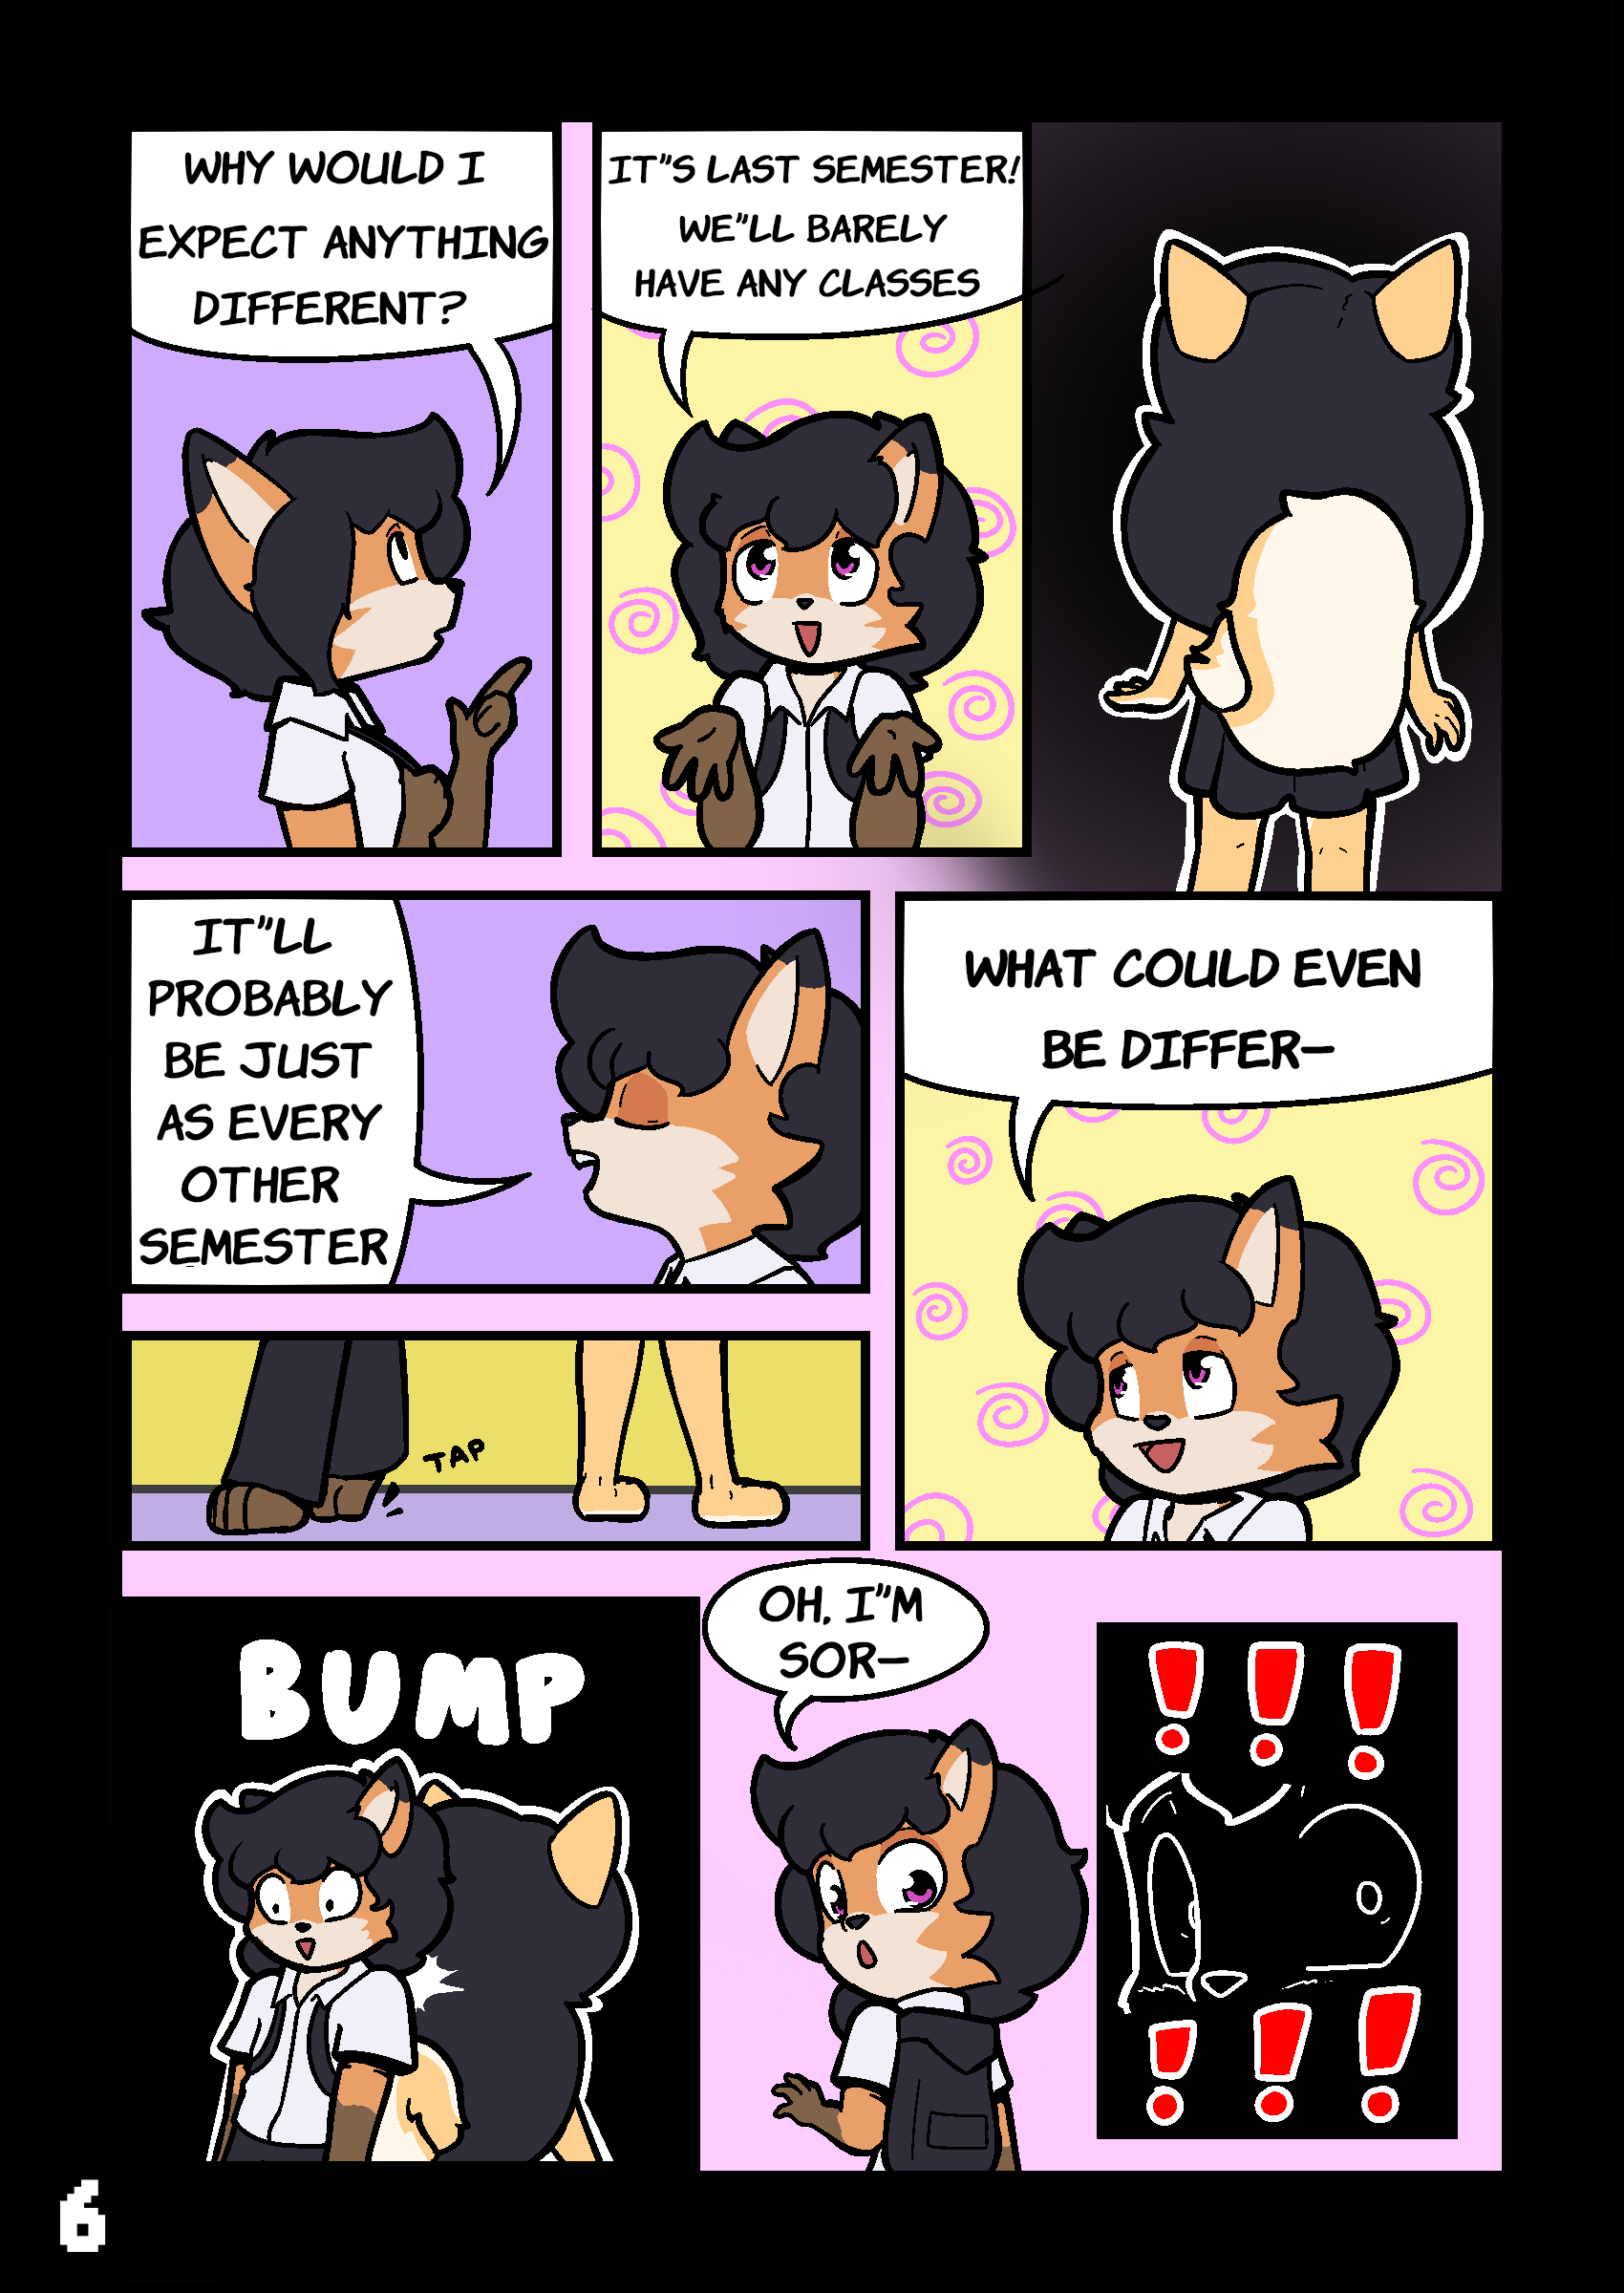 WHY WOULD I
EXPECT ANYTHING
DIFFERENT?
IT"S LAST SEMESTER!
WE"LL BARELY
HAVE ANY CLASSES
IT"LL
PROBABLY
BE JUST
AS EVERY
OTHER
SEMESTER
WHAT COULD EVEN
BE DIFFER—
TAP
BUMP
OH, I"M
SOR—
! ! !
! ! !
6